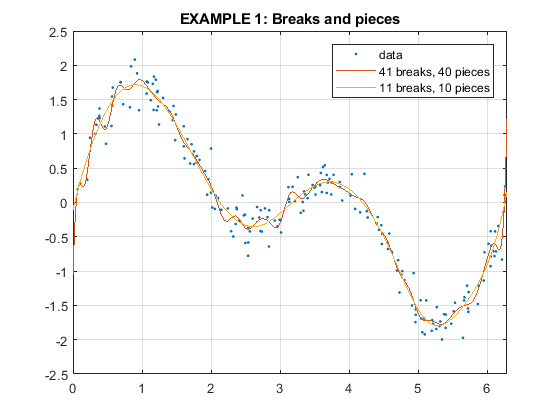 EXAMPLE 1: Breaks and pieces
data
41 breaks, 40 pieces
11 breaks, 10 pieces
2.5
2
1.5
1
0.5
0
-0.5
-1
-1.5
-2
-2.5
0 1 2 3 4 5 6